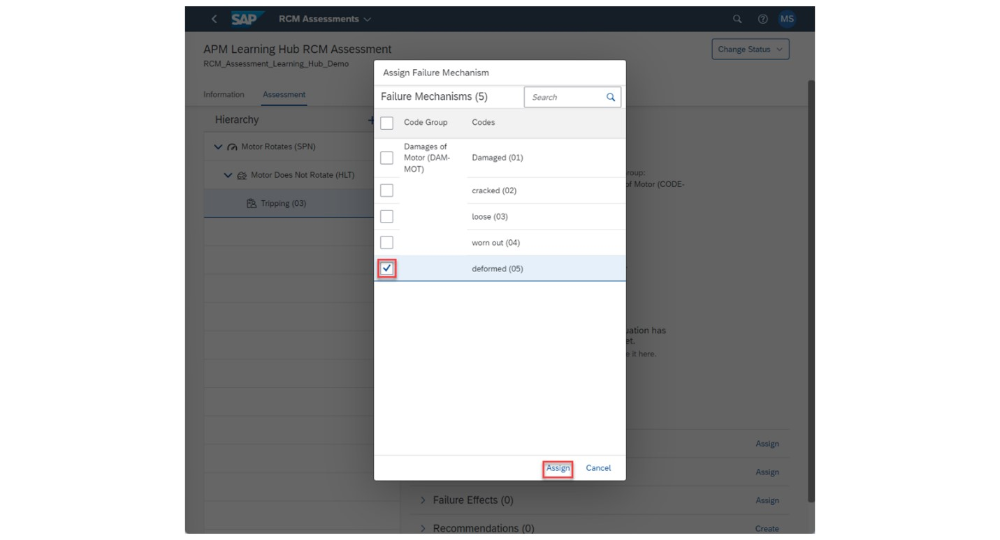 SAP RCM Assessments MS
APM Learning Hub RCM Assessment Change Status
RCM_Assessment_Learning_Hub_Demo
Information Assessment
Hierarchy
Motor Rotates (SPN)
Motor Does Not Rotate (HLT)
Tripping (03)
Assign Failure Mechanism
Failure Mechanisms (5) Search
Code Group Codes
Damages of
Motor (DAM-
MOT)
Damaged (01)
cracked (02)
loose (03)
worn out (04)
deformed (05)
Assign Cancel
roup:
of Motor (CODE-
uation has
et.
e it here.
Assign
Assign
Failure Effects (0) Assign
Recommendations (0) Create